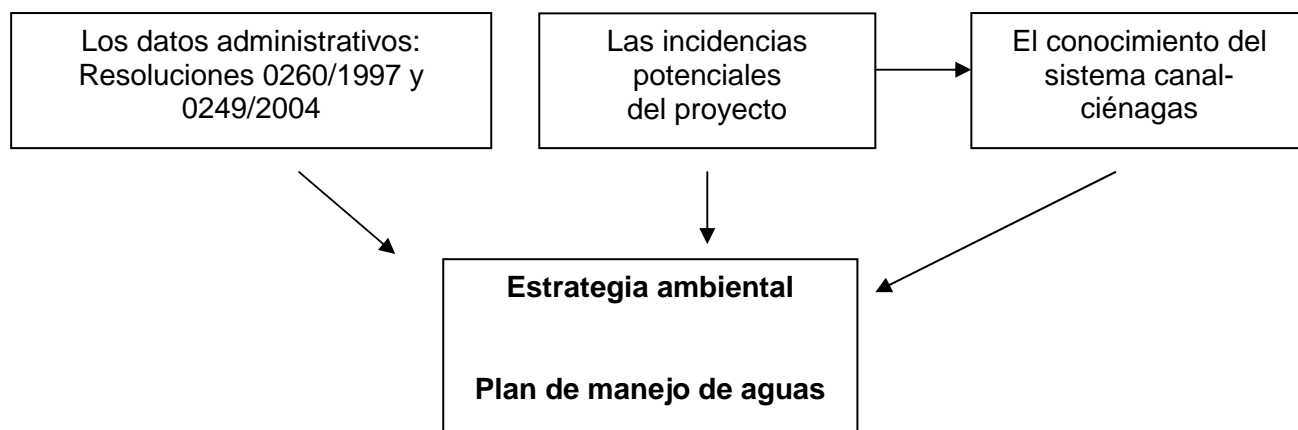 Los datos administrativos:
Resoluciones 0260/1997 y
0249/2004
Las incidencias
potenciales
del proyecto
El conocimiento del
sistema canal-
ciénagas
Estrategia ambiental
Plan de manejo de aguas